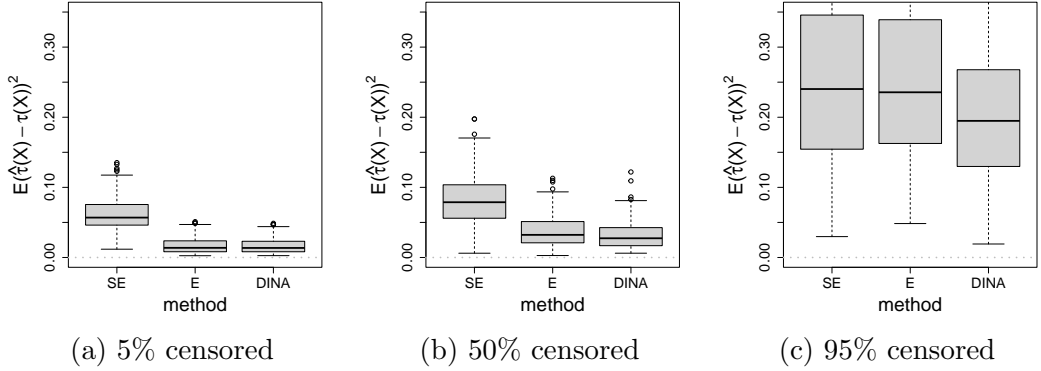 E(τ̂(X) − τ(X))²
0.00 0.10 0.20 0.30
SE E DINA
method
(a) 5% censored
E(τ̂(X) − τ(X))²
0.00 0.10 0.20 0.30
SE E DINA
method
(b) 50% censored
E(τ̂(X) − τ(X))²
0.00 0.10 0.20 0.30
SE E DINA
method
(c) 95% censored